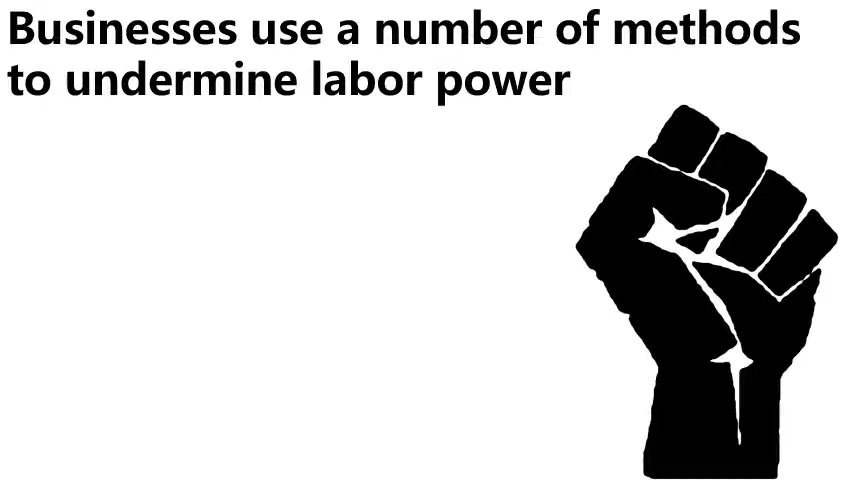 Businesses use a number of methods
to undermine labor power